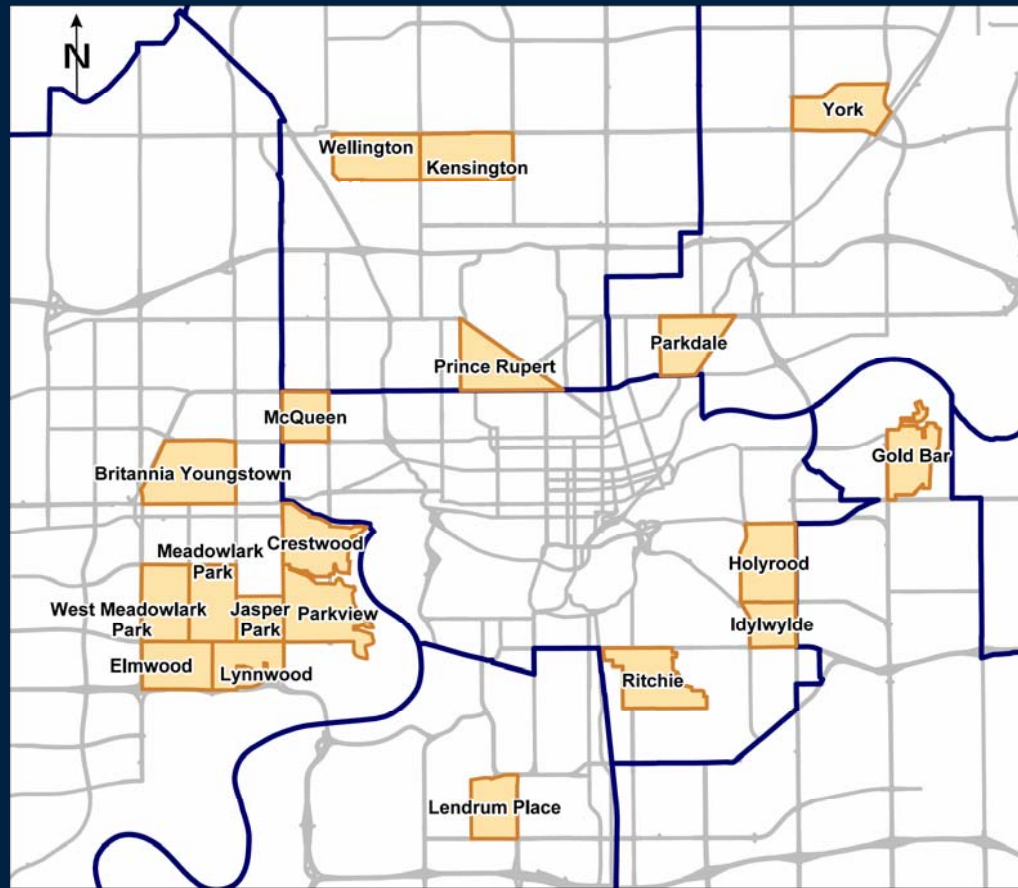 N
York
Wellington
Kensington
Parkdale
Prince Rupert
McQueen
Gold Bar
Britannia Youngstown
Crestwood
Meadowlark
Park
Holyrood
West Meadowlark
Park
Jasper
Park
Parkview
Idylwylde
Elmwood
Lynnwood
Ritchie
Lendrum Place